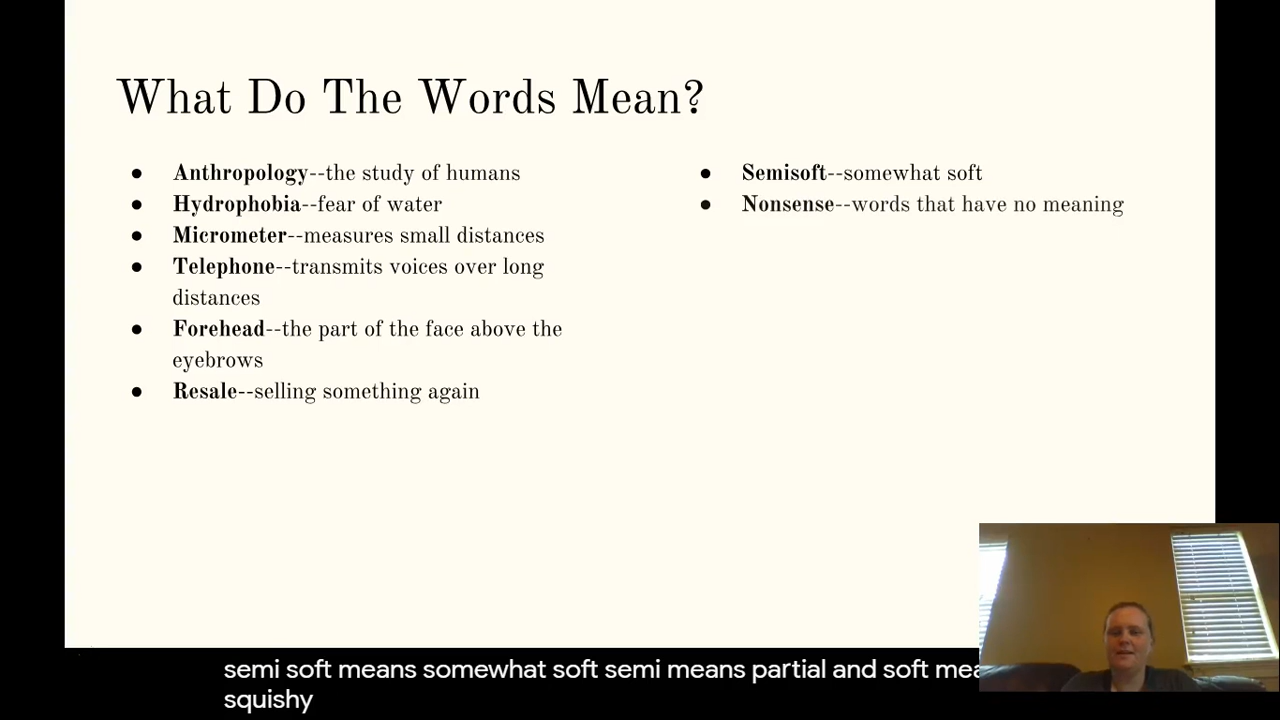 What Do The Words Mean?
● Anthropology--the study of humans
● Hydrophobia--fear of water
● Micrometer--measures small distances
● Telephone--transmits voices over long
distances
● Forehead--the part of the face above the
eyebrows
● Resale--selling something again
● Semisoft--somewhat soft
● Nonsense--words that have no meaning
semi soft means somewhat soft semi means partial and soft
squishy